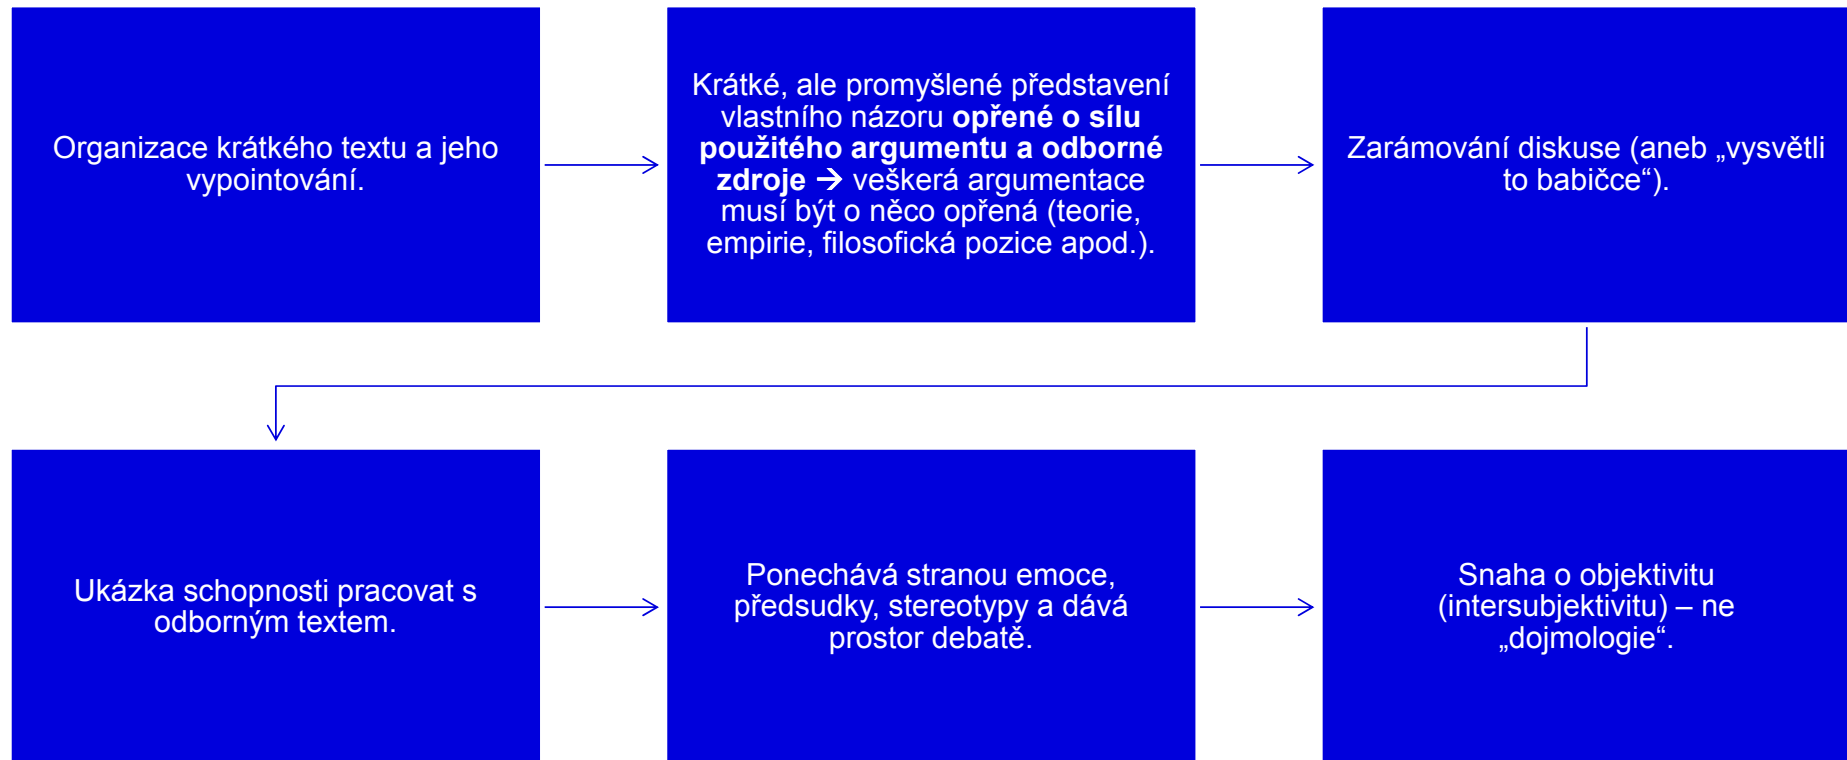 Organizace krátkého textu a jeho
vypointování.
Krátké, ale promyšlené představení
vlastního názoru opřené o sílu
použitého argumentu a odborné
zdroje → veškerá argumentace
musí být o něco opřená (teorie,
empirie, filosofická pozice apod.).
Zarámování diskuse (aneb „vysvětli
to babičce“).
Ukázka schopnosti pracovat s
odborným textem.
Ponechává stranou emoce,
předsudky, stereotypy a dává
prostor debatě.
Snaha o objektivitu
(intersubjektivitu) – ne
„dojmologie“.